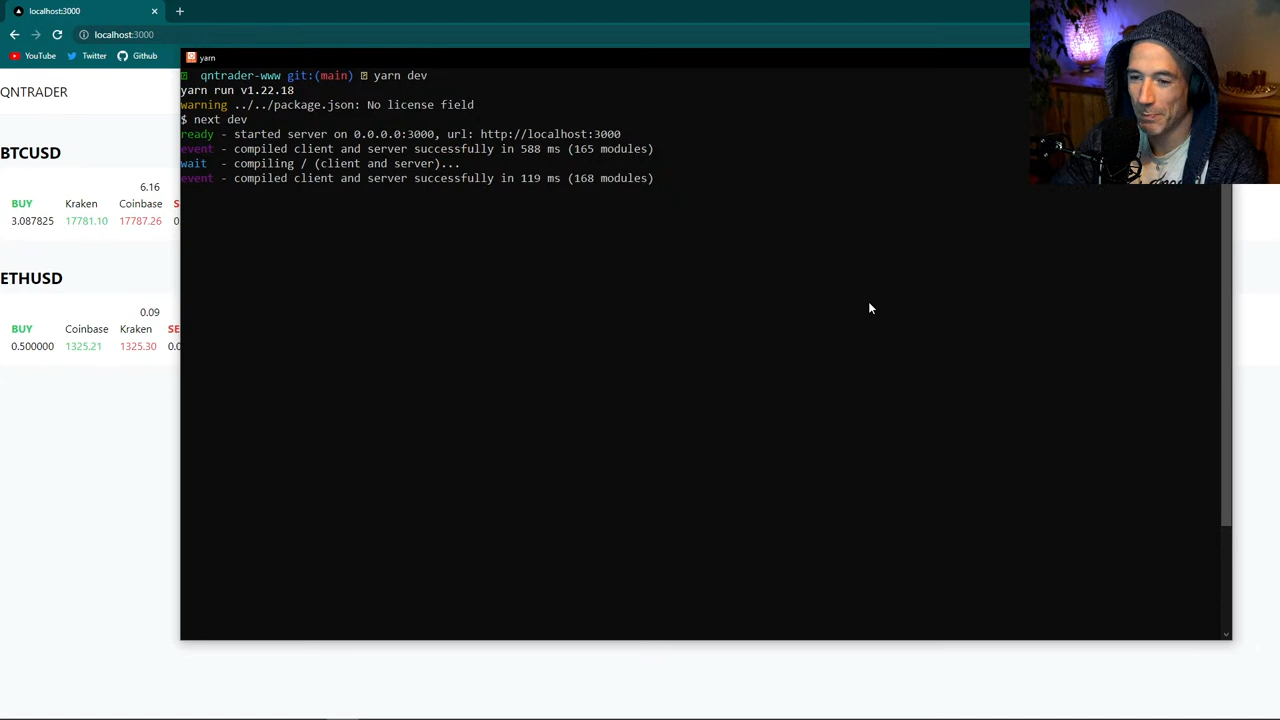 localhost:3000
localhost:3000
YouTube Twitter Github
QNTRADER
BTCUSD
6.16
BUY Kraken Coinbase
3.087825 17781.10 17787.26
ETHUSD
0.09
BUY Coinbase Kraken SE
0.500000 1325.21 1325.30 0.0
yarn
qntrader-www git:(main) yarn dev
yarn run v1.22.18
warning ../../package.json: No license field
$ next dev
ready - started server on 0.0.0.0:3000, url: http://localhost:3000
event - compiled client and server successfully in 588 ms (165 modules)
wait - compiling / (client and server)...
event - compiled client and server successfully in 119 ms (168 modules)